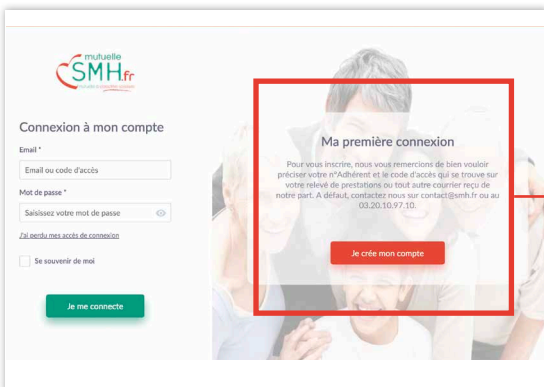 mutuelle
SMH.fr
Connexion à mon compte
Email *
Email ou code d'accès
Mot de passe *
Saisissez votre mot de passe
J'ai perdu mes accès de connexion
Se souvenir de moi
Je me connecte
Ma première connexion
Pour vous inscrire, nous vous remercions de bien vouloir
préciser votre n°Adhérent et le code d'accès qui se trouve sur
votre relevé de prestations ou tout autre courrier reçu de
notre part. A défaut, contactez nous sur contact@smh.fr ou au
03.20.10.97.10.
Je crée mon compte